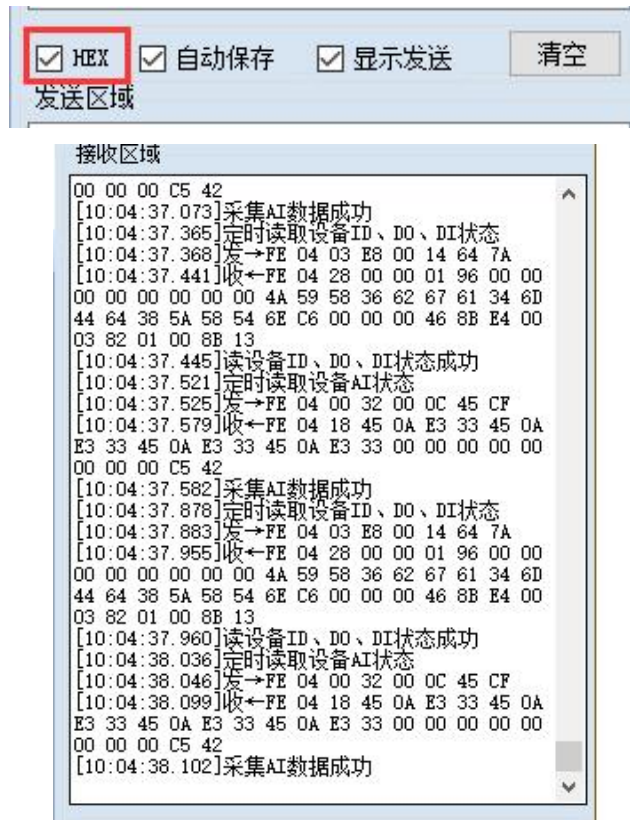 HEX 自动保存 显示发送 清空
发送区域
接收区域
00 00 00 C5 42
[10:04:37.073]采集AI数据成功
[10:04:37.365]定时读取设备ID、DO、DI状态
[10:04:37.368]发→FE 04 03 E8 00 14 64 7A
[10:04:37.441]收←FE 04 28 00 00 01 96 00 00
00 00 00 00 00 00 4A 59 58 36 62 67 61 34 6D
44 64 38 5A 58 54 6E C6 00 00 00 46 8B E4 00
03 82 01 00 8B 13
[10:04:37.445]读设备ID、DO、DI状态成功
[10:04:37.521]定时读取设备AI状态
[10:04:37.525]发→FE 04 00 32 00 0C 45 CF
[10:04:37.579]收←FE 04 18 45 0A E3 33 45 0A
E3 33 45 0A E3 33 45 0A E3 33 00 00 00 00 00
00 00 00 C5 42
[10:04:37.582]采集AI数据成功
[10:04:37.878]定时读取设备ID、DO、DI状态
[10:04:37.883]发→FE 04 03 E8 00 14 64 7A
[10:04:37.955]收←FE 04 28 00 00 01 96 00 00
00 00 00 00 00 00 4A 59 58 36 62 67 61 34 6D
44 64 38 5A 58 54 6E C6 00 00 00 46 8B E4 00
03 82 01 00 8B 13
[10:04:37.960]读设备ID、DO、DI状态成功
[10:04:38.036]定时读取设备AI状态
[10:04:38.046]发→FE 04 00 32 00 0C 45 CF
[10:04:38.099]收←FE 04 18 45 0A E3 33 45 0A
E3 33 45 0A E3 33 45 0A E3 33 00 00 00 00 00
00 00 00 C5 42
[10:04:38.102]采集AI数据成功